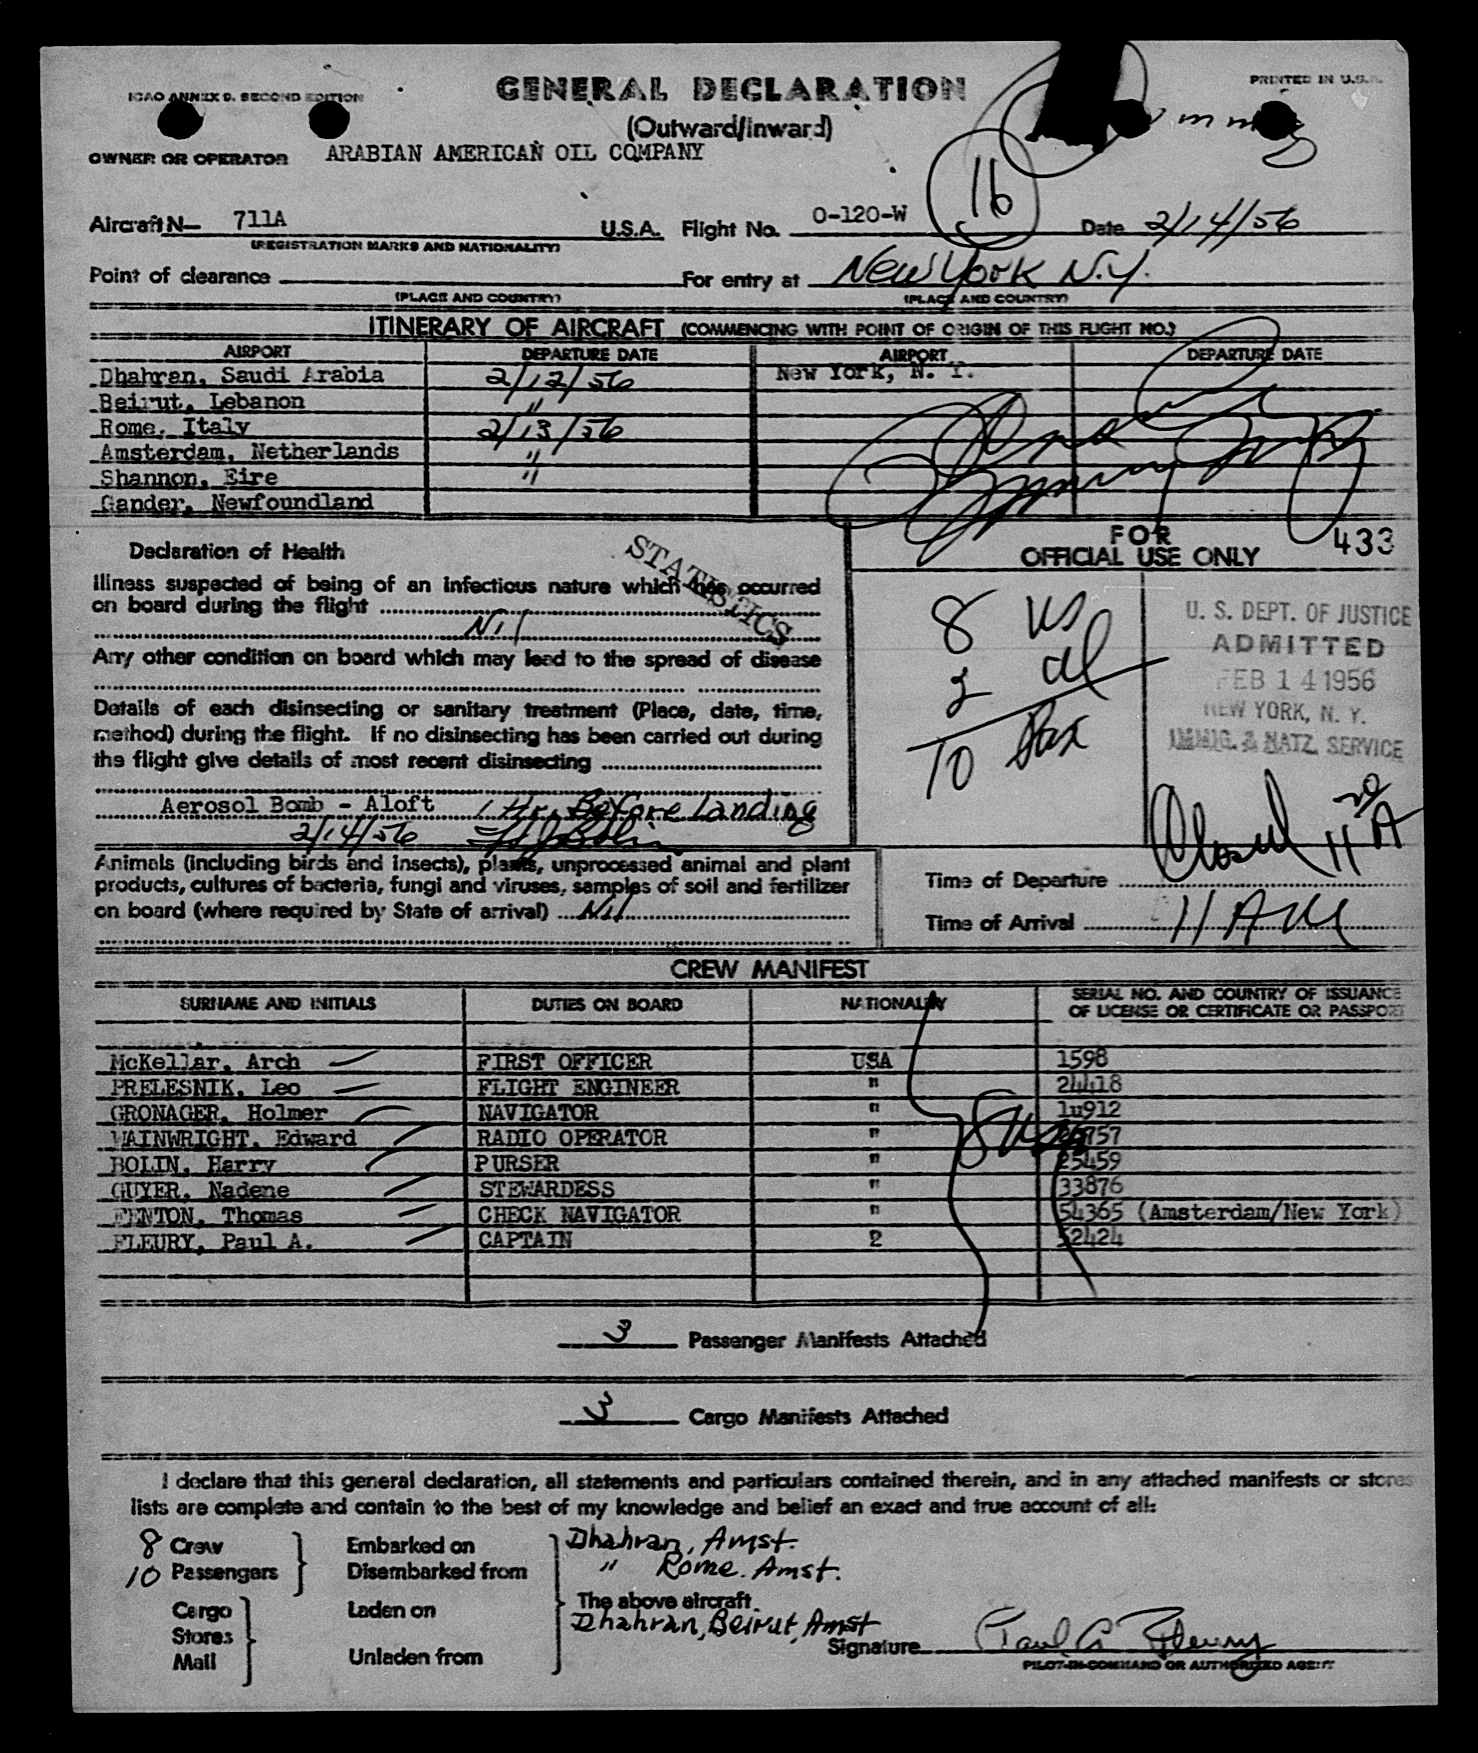 ICAO ANNEX 9. SECOND EDITION
GENERAL DECLARATION
PRINTED IN U.S.A.
(Outward/Inward)
OWNER OR OPERATOR ARABIAN AMERICAN OIL COMPANY
16
Aircraft N— 711A U.S.A. Flight No. O-120-W Date 2/14/56
(REGISTRATION MARKS AND NATIONALITY)
Point of clearance For entry at New York N.Y.
(PLACE AND COUNTRY) (PLACE AND COUNTRY)
ITINERARY OF AIRCRAFT (COMMENCING WITH POINT OF ORIGIN OF THIS FLIGHT NO.)
AIRPORT DEPARTURE DATE AIRPORT DEPARTURE DATE
Dhahran, Saudi Arabia 2/12/56 New York, N. Y.
Beirut, Lebanon "
Rome, Italy 2/13/56
Amsterdam, Netherlands "
Shannon, Eire "
Gander, Newfoundland
Declaration of Health
STATISTICS
FOR
OFFICIAL USE ONLY
433
Illness suspected of being of an infectious nature which has occurred
on board during the flight
Nil
Any other condition on board which may lead to the spread of disease
Details of each disinsecting or sanitary treatment (Place, date, time,
method) during the flight. If no disinsecting has been carried out during
the flight give details of most recent disinsecting
Aerosol Bomb - Aloft 1 Hr. Before Landing
2/14/56
8 US
2 al
10 Pax
U. S. DEPT. OF JUSTICE
ADMITTED
FEB 14 1956
NEW YORK, N. Y.
IMMIG. & NATZ. SERVICE
Closed 11 20 A
Animals (including birds and insects), plants, unprocessed animal and plant
products, cultures of bacteria, fungi and viruses, samples of soil and fertilizer
on board (where required by State of arrival) Nil
Time of Departure
Time of Arrival 11 AM
CREW MANIFEST
SURNAME AND INITIALS DUTIES ON BOARD NATIONALITY SERIAL NO. AND COUNTRY OF ISSUANCE
OF LICENSE OR CERTIFICATE OR PASSPORT
McKellar, Arch FIRST OFFICER USA 1598
PRELESNIK, Leo FLIGHT ENGINEER " 24418
GRONAGER, Holmer NAVIGATOR " 1u912
WAINWRIGHT, Edward RADIO OPERATOR " 757
BOLIN, Harry PURSER " 25459
GUYER, Nadene STEWARDESS " 33876
FENTON, Thomas CHECK NAVIGATOR " 54365 (Amsterdam/New York)
FLEURY, Paul A. CAPTAIN 2 52424
3 Passenger Manifests Attached
3 Cargo Manifests Attached
I declare that this general declaration, all statements and particulars contained therein, and in any attached manifests or stores
lists are complete and contain to the best of my knowledge and belief an exact and true account of all:
8 Crew Embarked on Dhahran, Amst.
10 Passengers Disembarked from " Rome. Amst.
Cargo Laden on The above aircraft.
Stores Dhahran, Beirut, Amst
Mail Unladen from
Signature Paul A Fleury
PILOT-IN-COMMAND OR AUTHORIZED AGENT